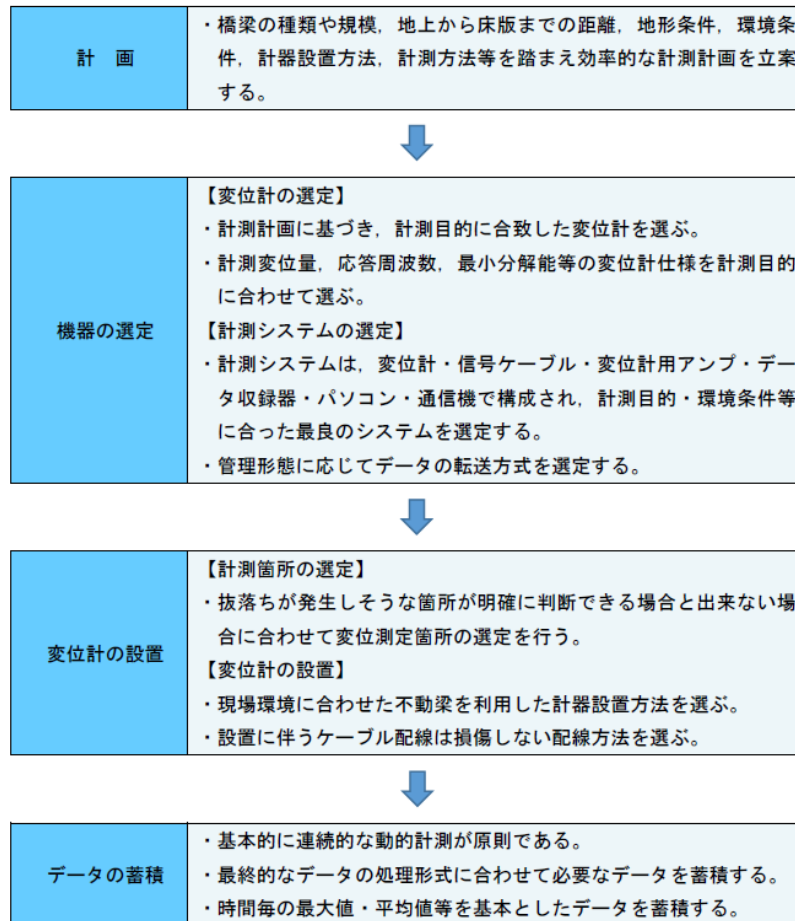 計　画
・橋梁の種類や規模，地上から床版までの距離，地形条件，環境条
件，計器設置方法，計測方法等を踏まえ効率的な計測計画を立案
する。
機器の選定
【変位計の選定】
・計測計画に基づき，計測目的に合致した変位計を選ぶ。
・計測変位量，応答周波数，最小分解能等の変位計仕様を計測目的
に合わせて選ぶ。
【計測システムの選定】
・計測システムは，変位計・信号ケーブル・変位計用アンプ・デー
タ収録器・パソコン・通信機で構成され，計測目的・環境条件等
に合った最良のシステムを選定する。
・管理形態に応じてデータの転送方式を選定する。
変位計の設置
【計測箇所の選定】
・抜落ちが発生しそうな箇所が明確に判断できる場合と出来ない場
合に合わせて変位測定箇所の選定を行う。
【変位計の設置】
・現場環境に合わせた不動梁を利用した計器設置方法を選ぶ。
・設置に伴うケーブル配線は損傷しない配線方法を選ぶ。
データの蓄積
・基本的に連続的な動的計測が原則である。
・最終的なデータの処理形式に合わせて必要なデータを蓄積する。
・時間毎の最大値・平均値等を基本としたデータを蓄積する。